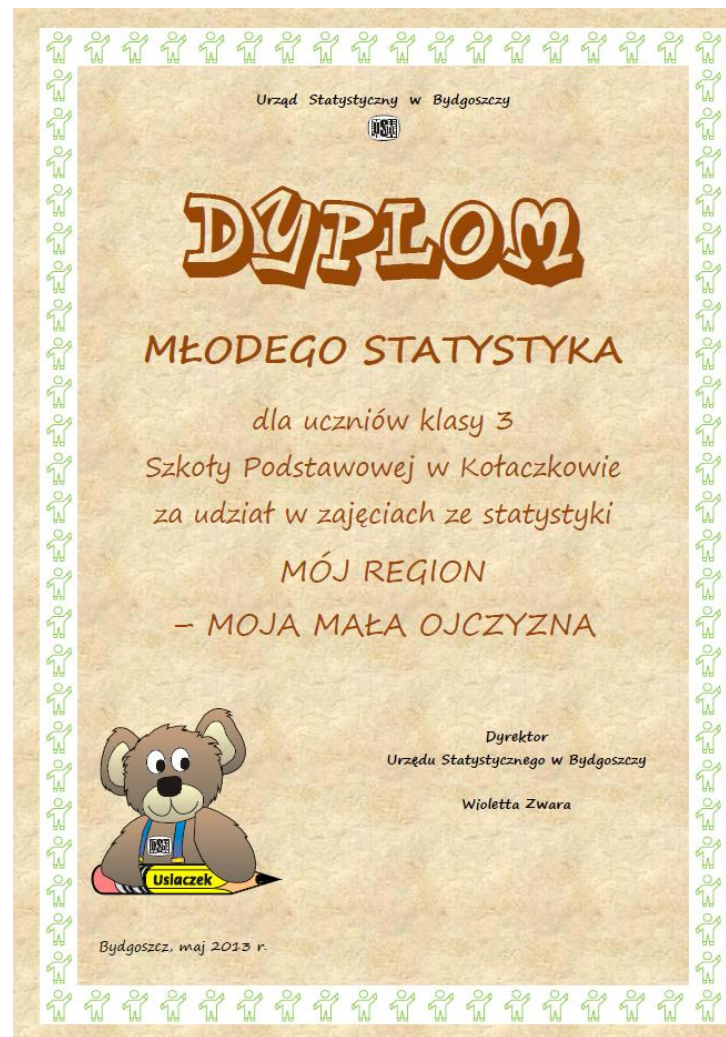 Urząd Statystyczny w Bydgoszczy
DYPLOM
MŁODEGO STATYSTYKA
dla uczniów klasy 3
Szkoły Podstawowej w Kołaczkowie
za udział w zajęciach ze statystyki
MÓJ REGION
– MOJA MAŁA OJCZYZNA
Dyrektor
Urzędu Statystycznego w Bydgoszczy
Wioletta Zwara
Usiaczek
Bydgoszcz, maj 2013 r.